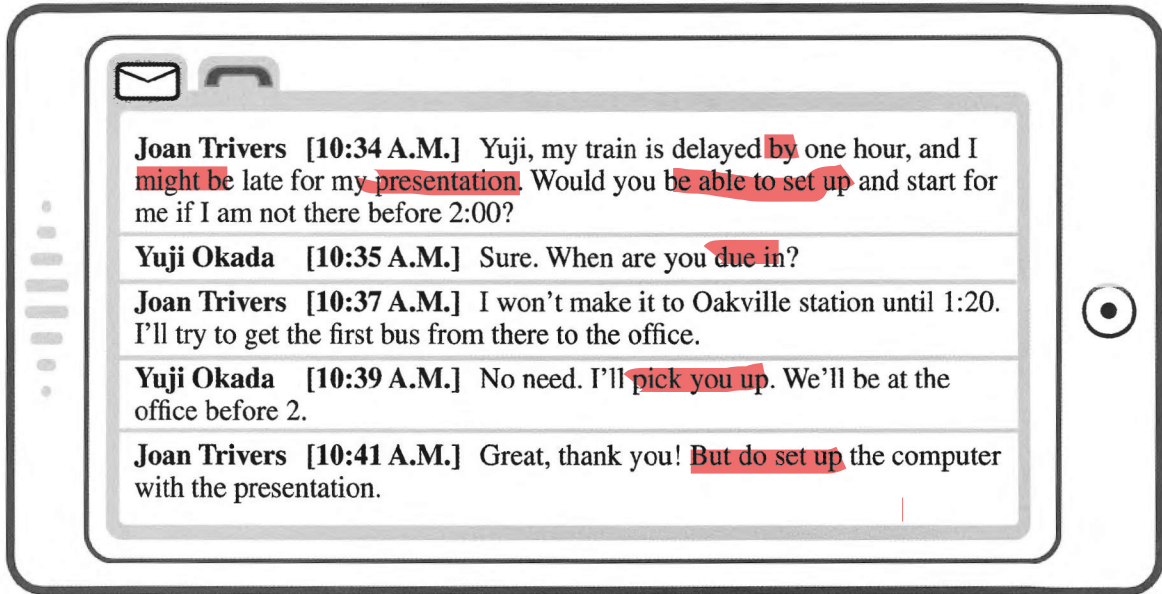 Joan Trivers [10:34 A.M.] Yuji, my train is delayed by one hour, and I
might be late for my presentation. Would you be able to set up and start for
me if I am not there before 2:00?
Yuji Okada [10:35 A.M.] Sure. When are you due in?
Joan Trivers [10:37 A.M.] I won’t make it to Oakville station until 1:20.
I’ll try to get the first bus from there to the office.
Yuji Okada [10:39 A.M.] No need. I’ll pick you up. We’ll be at the
office before 2.
Joan Trivers [10:41 A.M.] Great, thank you! But do set up the computer
with the presentation.